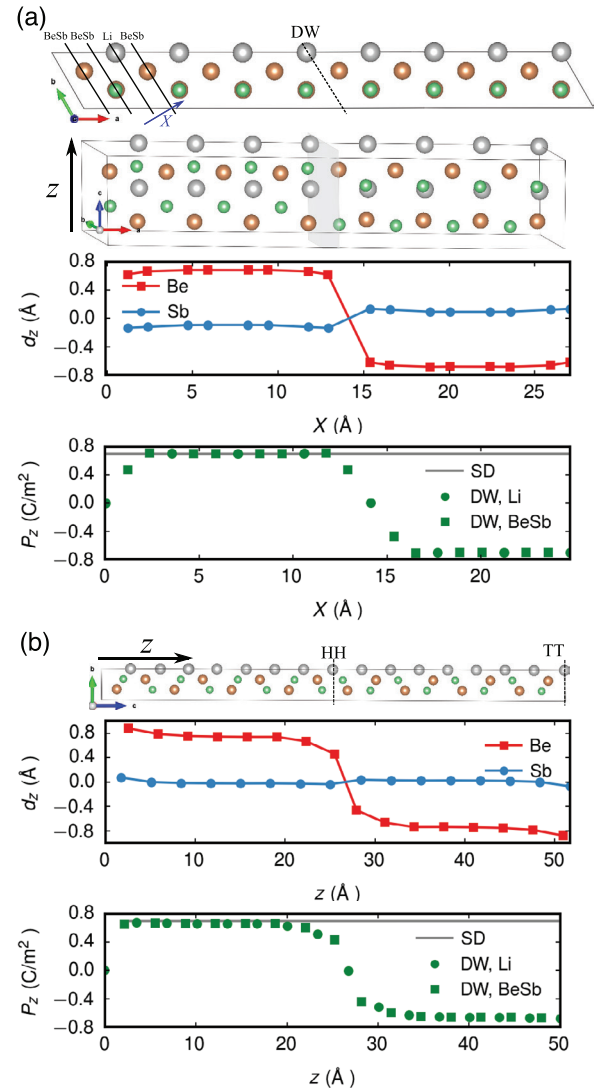 (a)
BeSb BeSb Li BeSb
DW
b
c
a
X
Z
c
b
a
0.8
0.4
0.0
−0.4
−0.8
dz (Å)
Be
Sb
0 5 10 15 20 25
X (Å)
0.8
0.4
0.0
−0.4
−0.8
Pz (C/m²)
SD
DW, Li
DW, BeSb
0 5 10 15 20
X (Å)
(b)
Z
HH
TT
b
c
0.8
0.4
0.0
−0.4
−0.8
dz (Å)
Be
Sb
0 10 20 30 40 50
z (Å)
0.8
0.4
0.0
−0.4
−0.8
Pz (C/m²)
SD
DW, Li
DW, BeSb
0 10 20 30 40 50
z (Å)